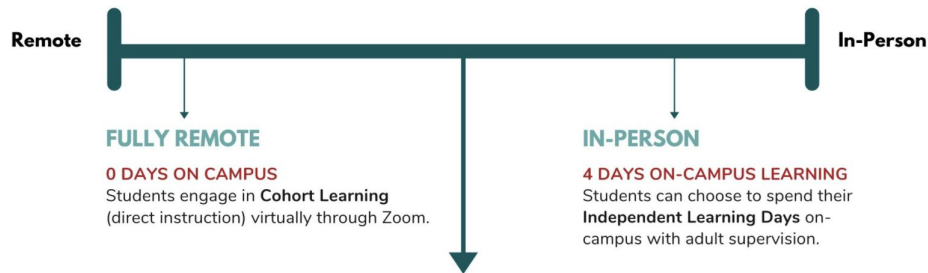 Remote
In-Person
FULLY REMOTE
0 DAYS ON CAMPUS
Students engage in Cohort Learning
(direct instruction) virtually through Zoom.
IN-PERSON
4 DAYS ON-CAMPUS LEARNING
Students can choose to spend their
Independent Learning Days on-
campus with adult supervision.